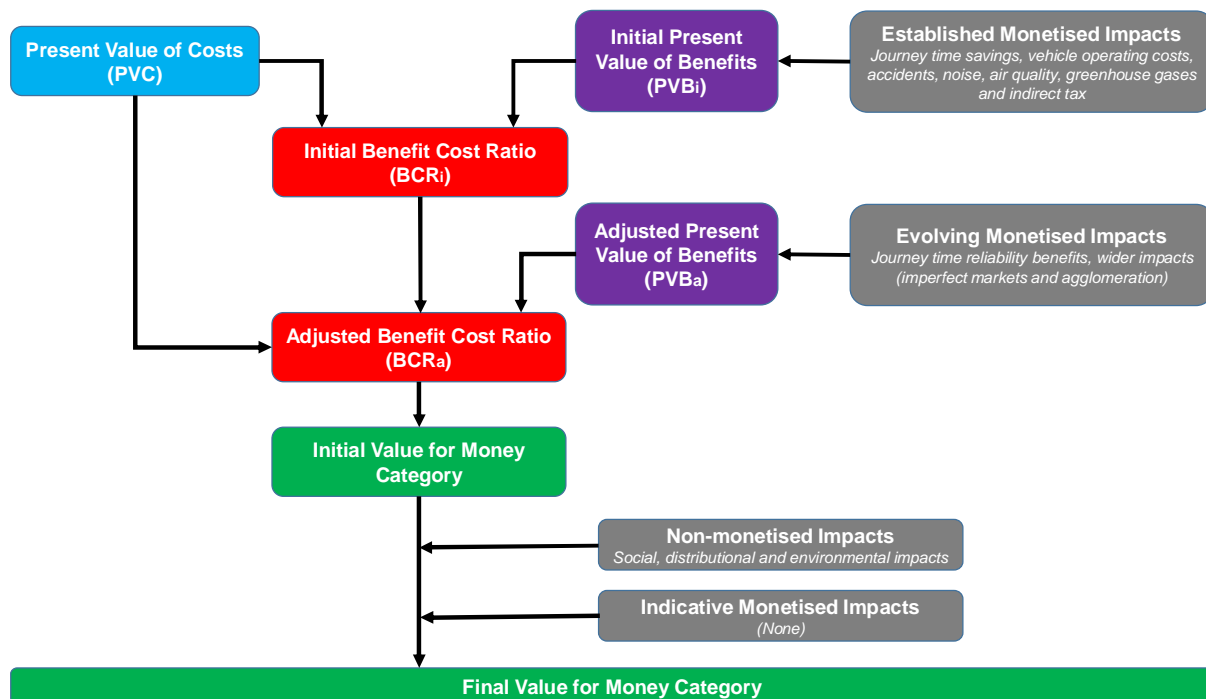 Present Value of Costs
(PVC)
Initial Present
Value of Benefits
(PVBi)
Established Monetised Impacts
Journey time savings, vehicle operating costs,
accidents, noise, air quality, greenhouse gases
and indirect tax
Initial Benefit Cost Ratio
(BCRi)
Adjusted Present
Value of Benefits
(PVBa)
Evolving Monetised Impacts
Journey time reliability benefits, wider impacts
(imperfect markets and agglomeration)
Adjusted Benefit Cost Ratio
(BCRa)
Initial Value for Money
Category
Non-monetised Impacts
Social, distributional and environmental impacts
Indicative Monetised Impacts
(None)
Final Value for Money Category